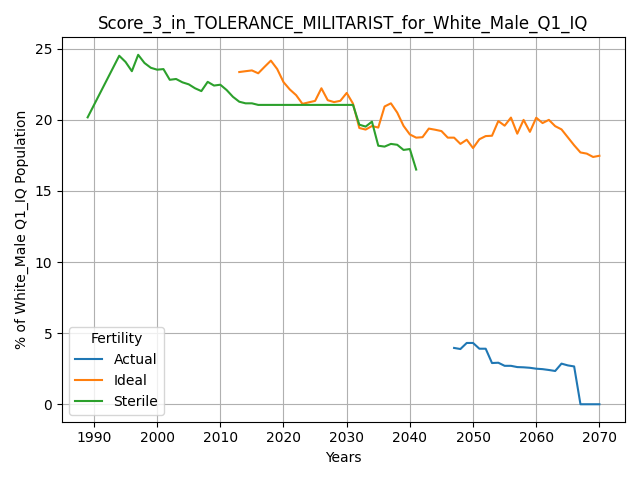 Score_3_in_TOLERANCE_MILITARIST_for_White_Male_Q1_IQ
% of White_Male Q1_IQ Population
25
20
15
10
5
0
Fertility
Actual
Ideal
Sterile
1990 2000 2010 2020 2030 2040 2050 2060 2070
Years